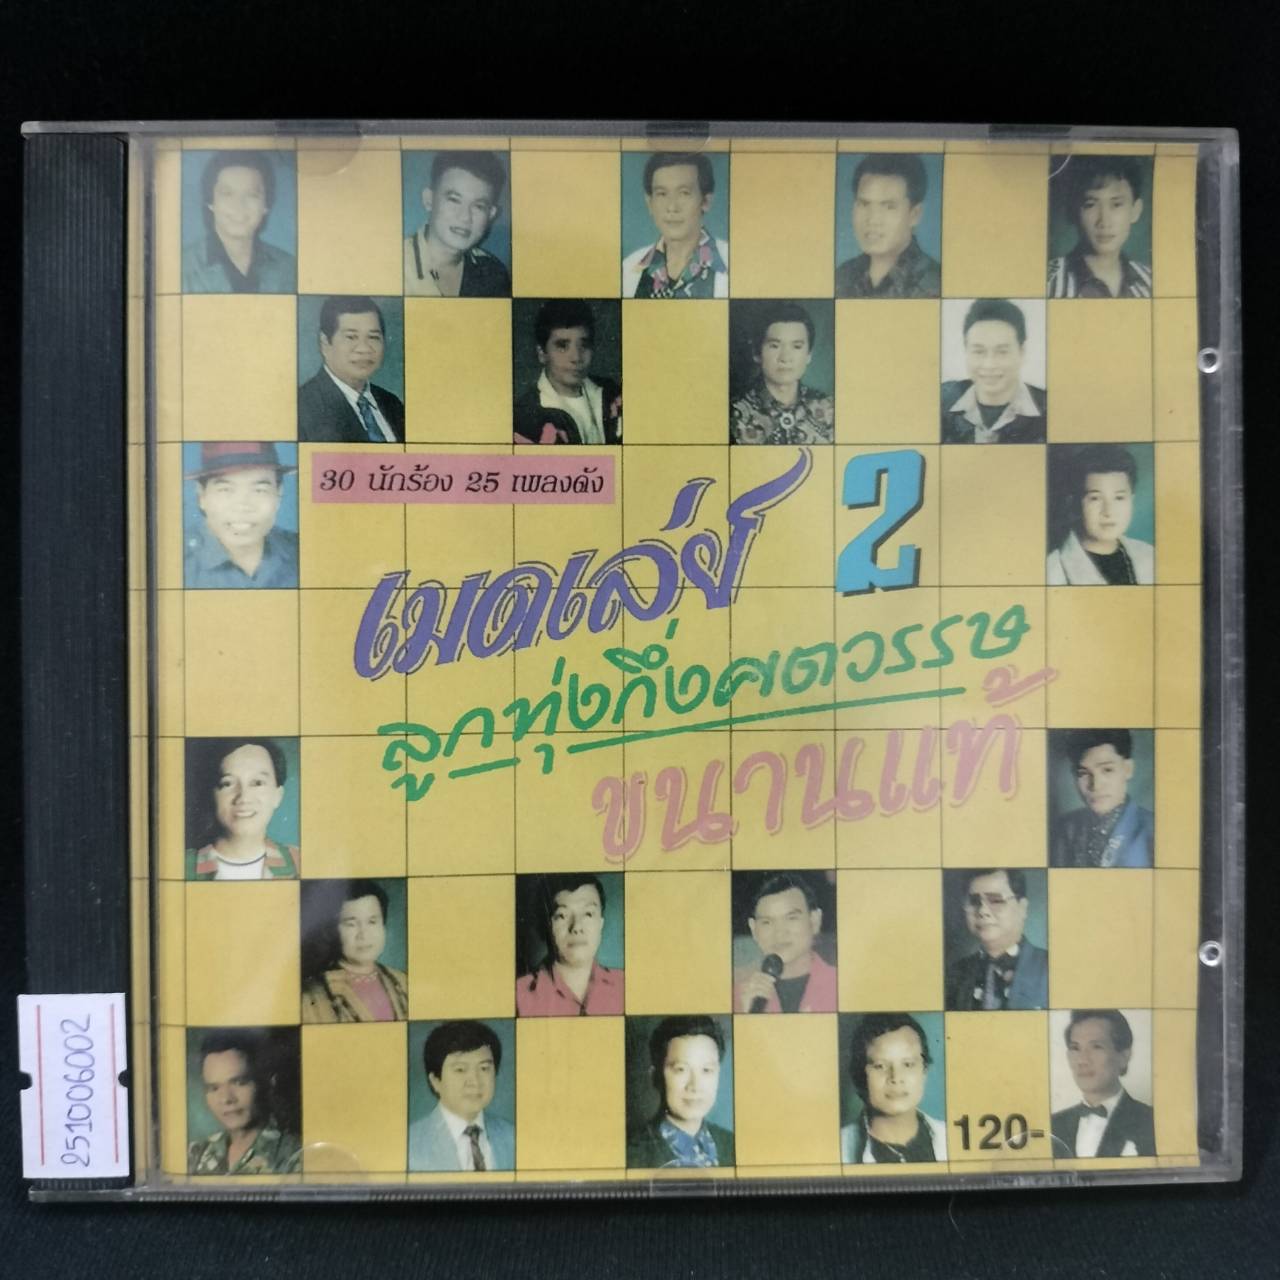 30 นักร้อง 25 เพลงดัง
เมดเล่ย์ 2
ลูกทุ่งกึ่งศตวรรษ
ขนานแท้
120-
251006002